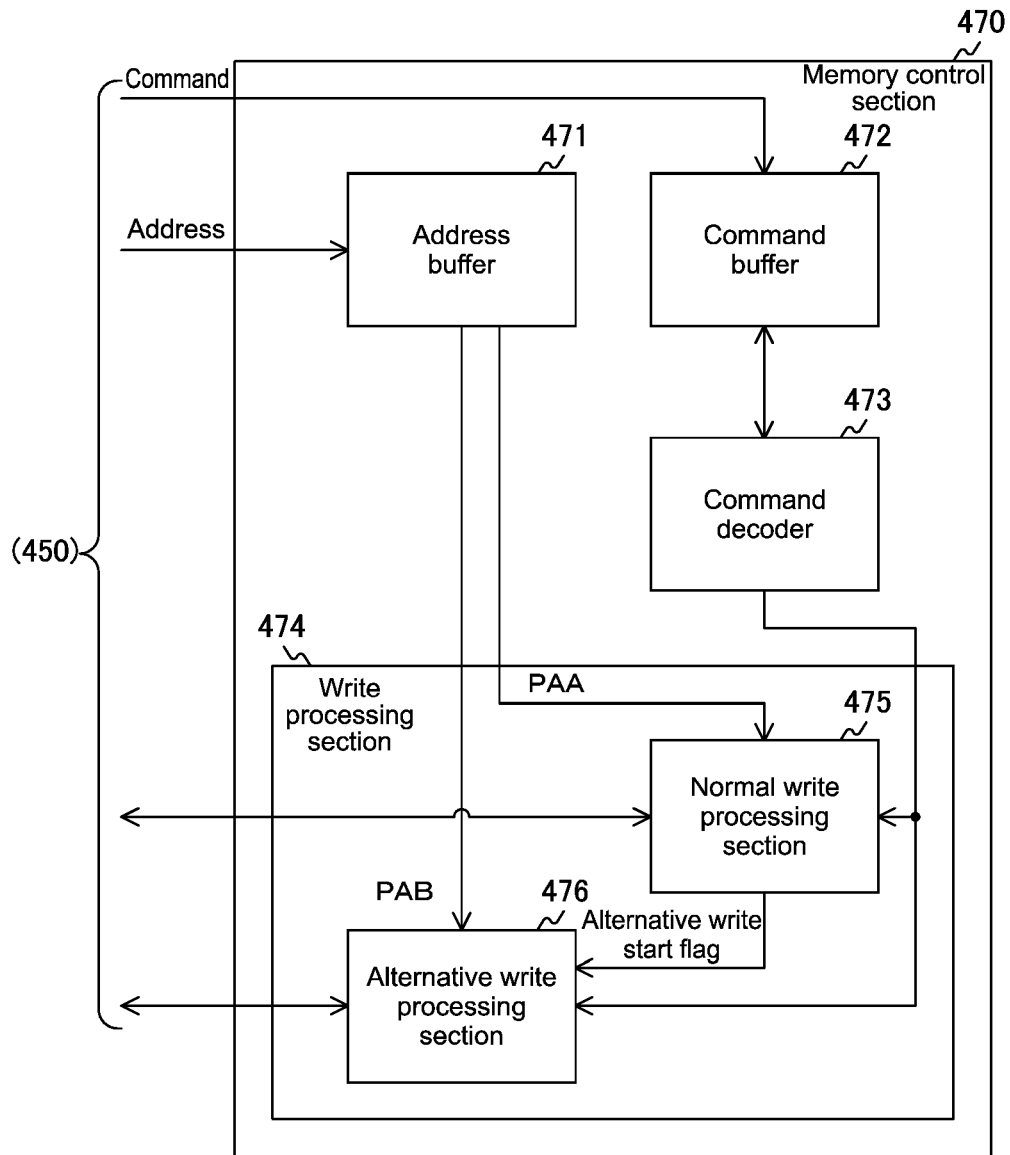 470
Command
Memory control
section
471
472
Address
Address
buffer
Command
buffer
473
Command
decoder
(450)
474
Write
processing
section
PAA
475
Normal write
processing
section
PAB
476
Alternative write
start flag
Alternative write
processing
section